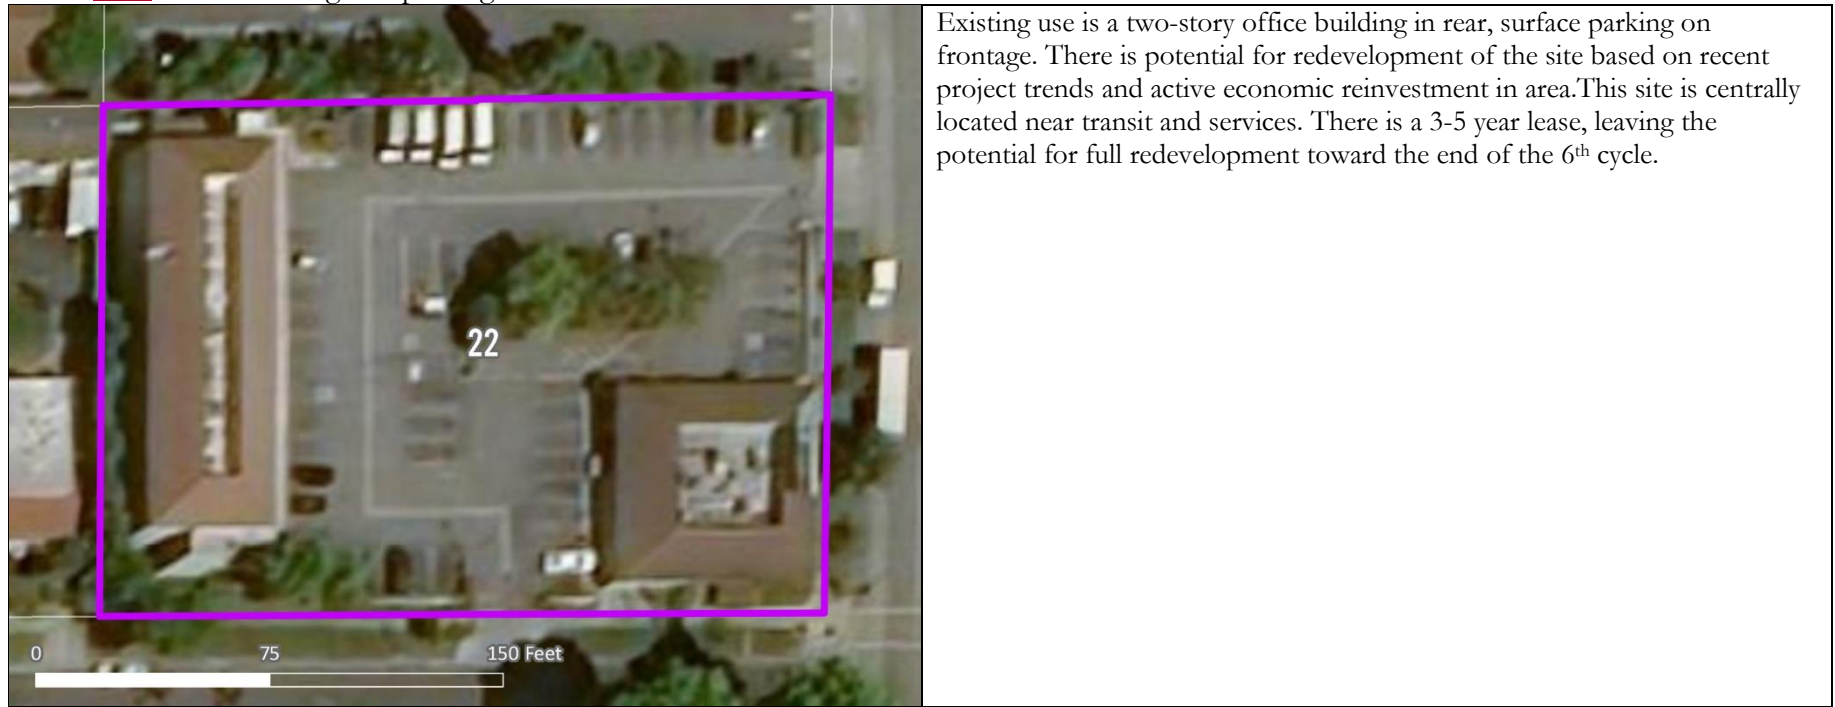 Existing use is a two-story office building in rear, surface parking on
frontage. There is potential for redevelopment of the site based on recent
project trends and active economic reinvestment in area.This site is centrally
located near transit and services. There is a 3-5 year lease, leaving the
potential for full redevelopment toward the end of the 6th cycle.
22
0 75 150 Feet